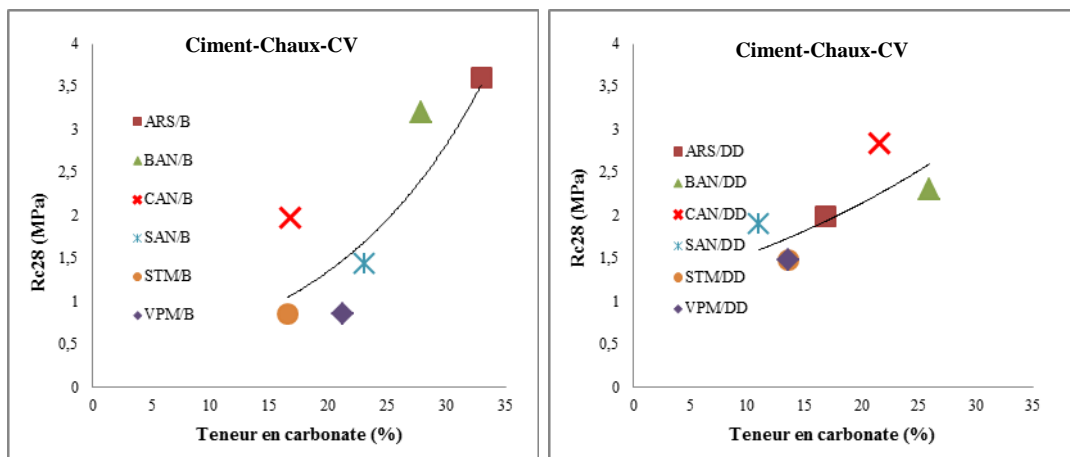 Ciment-Chaux-CV
4
3,5
3
2,5
2
1,5
1
0,5
0
Rc28 (MPa)
ARS/B
BAN/B
CAN/B
SAN/B
STM/B
VPM/B
0 5 10 15 20 25 30 35
Teneur en carbonate (%)
Ciment-Chaux-CV
4
3,5
3
2,5
2
1,5
1
0,5
0
Rc28 (MPa)
ARS/DD
BAN/DD
CAN/DD
SAN/DD
STM/DD
VPM/DD
0 5 10 15 20 25 30 35
Teneur en carbonate (%)